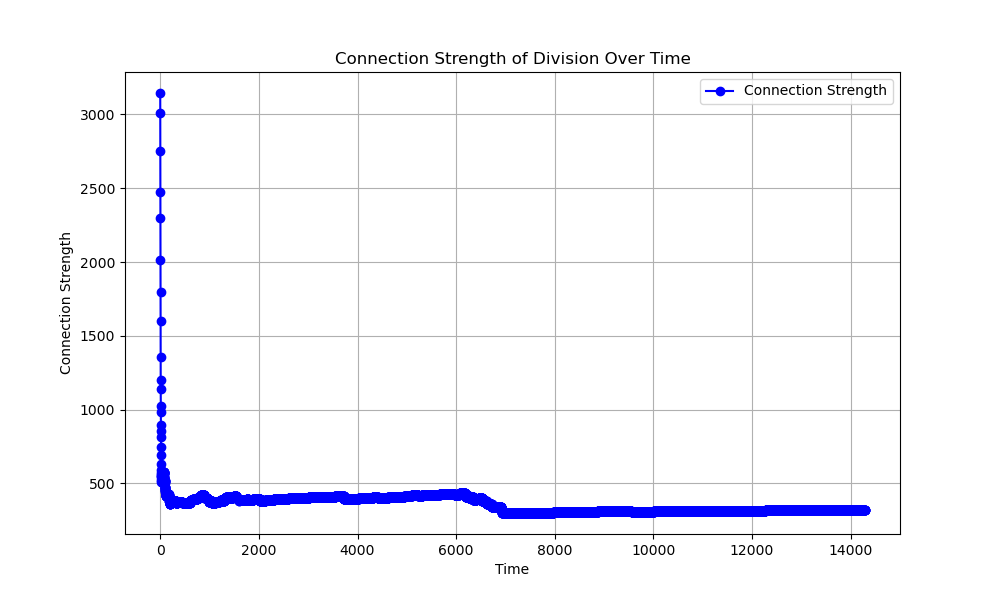 Connection Strength of Division Over Time
Connection Strength
3000
2500
2000
1500
1000
500
Connection Strength
0 2000 4000 6000 8000 10000 12000 14000
Time